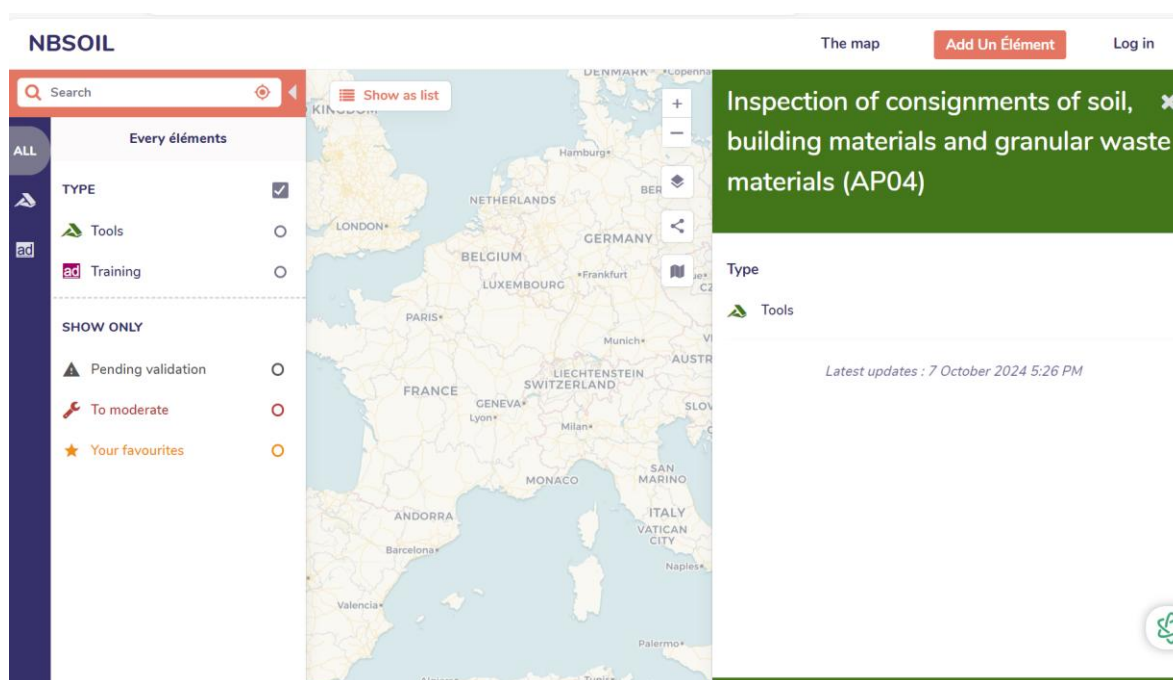 NBSOIL
The map
Add Un Élément
Log in
Search
Every éléments
ALL
TYPE
Tools
ad
ad Training
SHOW ONLY
Pending validation
To moderate
Your favourites
Show as list
+
−
DENMARK
Hamburg
NETHERLANDS
LONDON
GERMANY
BELGIUM
Frankfurt
LUXEMBOURG
PARIS
Munich
LIECHTENSTEIN
SWITZERLAND
FRANCE
GENEVA
Lyon
Milan
SAN
MARINO
MONACO
ITALY
ANDORRA
VATICAN
CITY
Barcelona
Naples
Valencia
Palermo
Inspection of consignments of soil,
building materials and granular waste
materials (AP04)
Type
Tools
Latest updates : 7 October 2024 5:26 PM